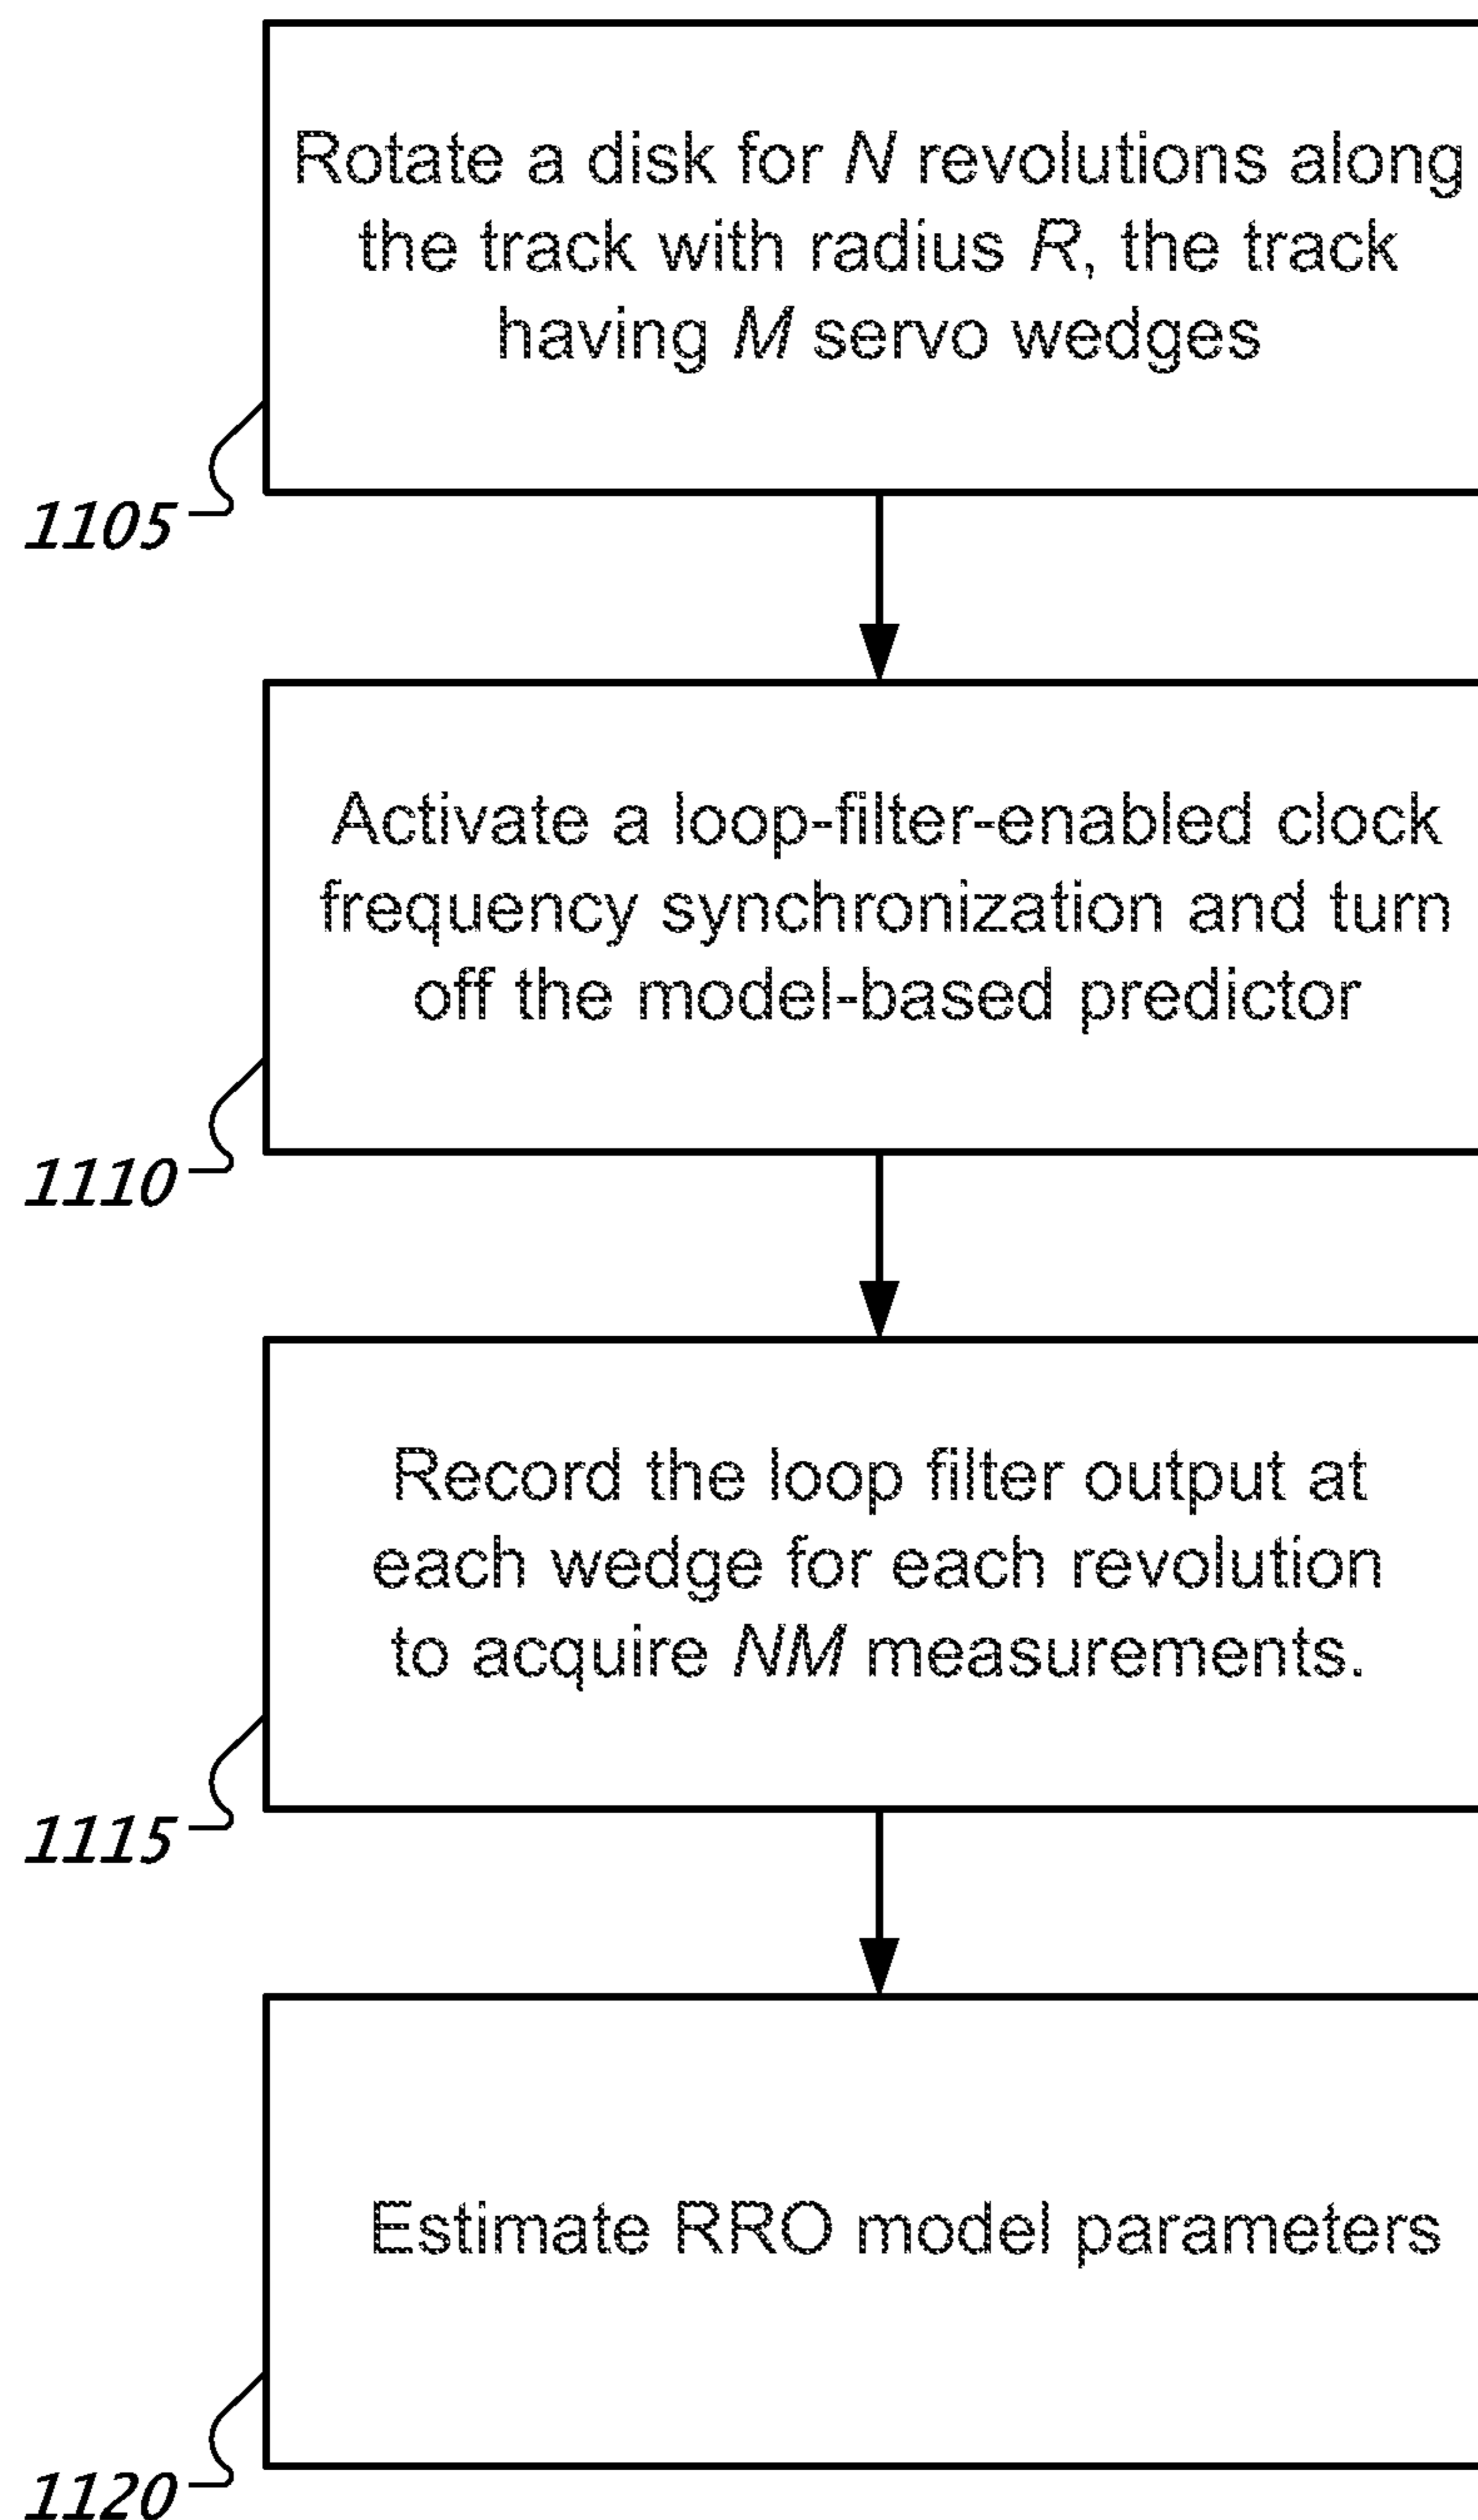 Rotate a disk for N revolutions along
the track with radius R, the track
having M servo wedges
1105
Activate a loop-filter-enabled clock
frequency synchronization and turn
off the model-based predictor
1110
Record the loop filter output at
each wedge for each revolution
to acquire NM measurements.
1115
Estimate RRO model parameters
1120